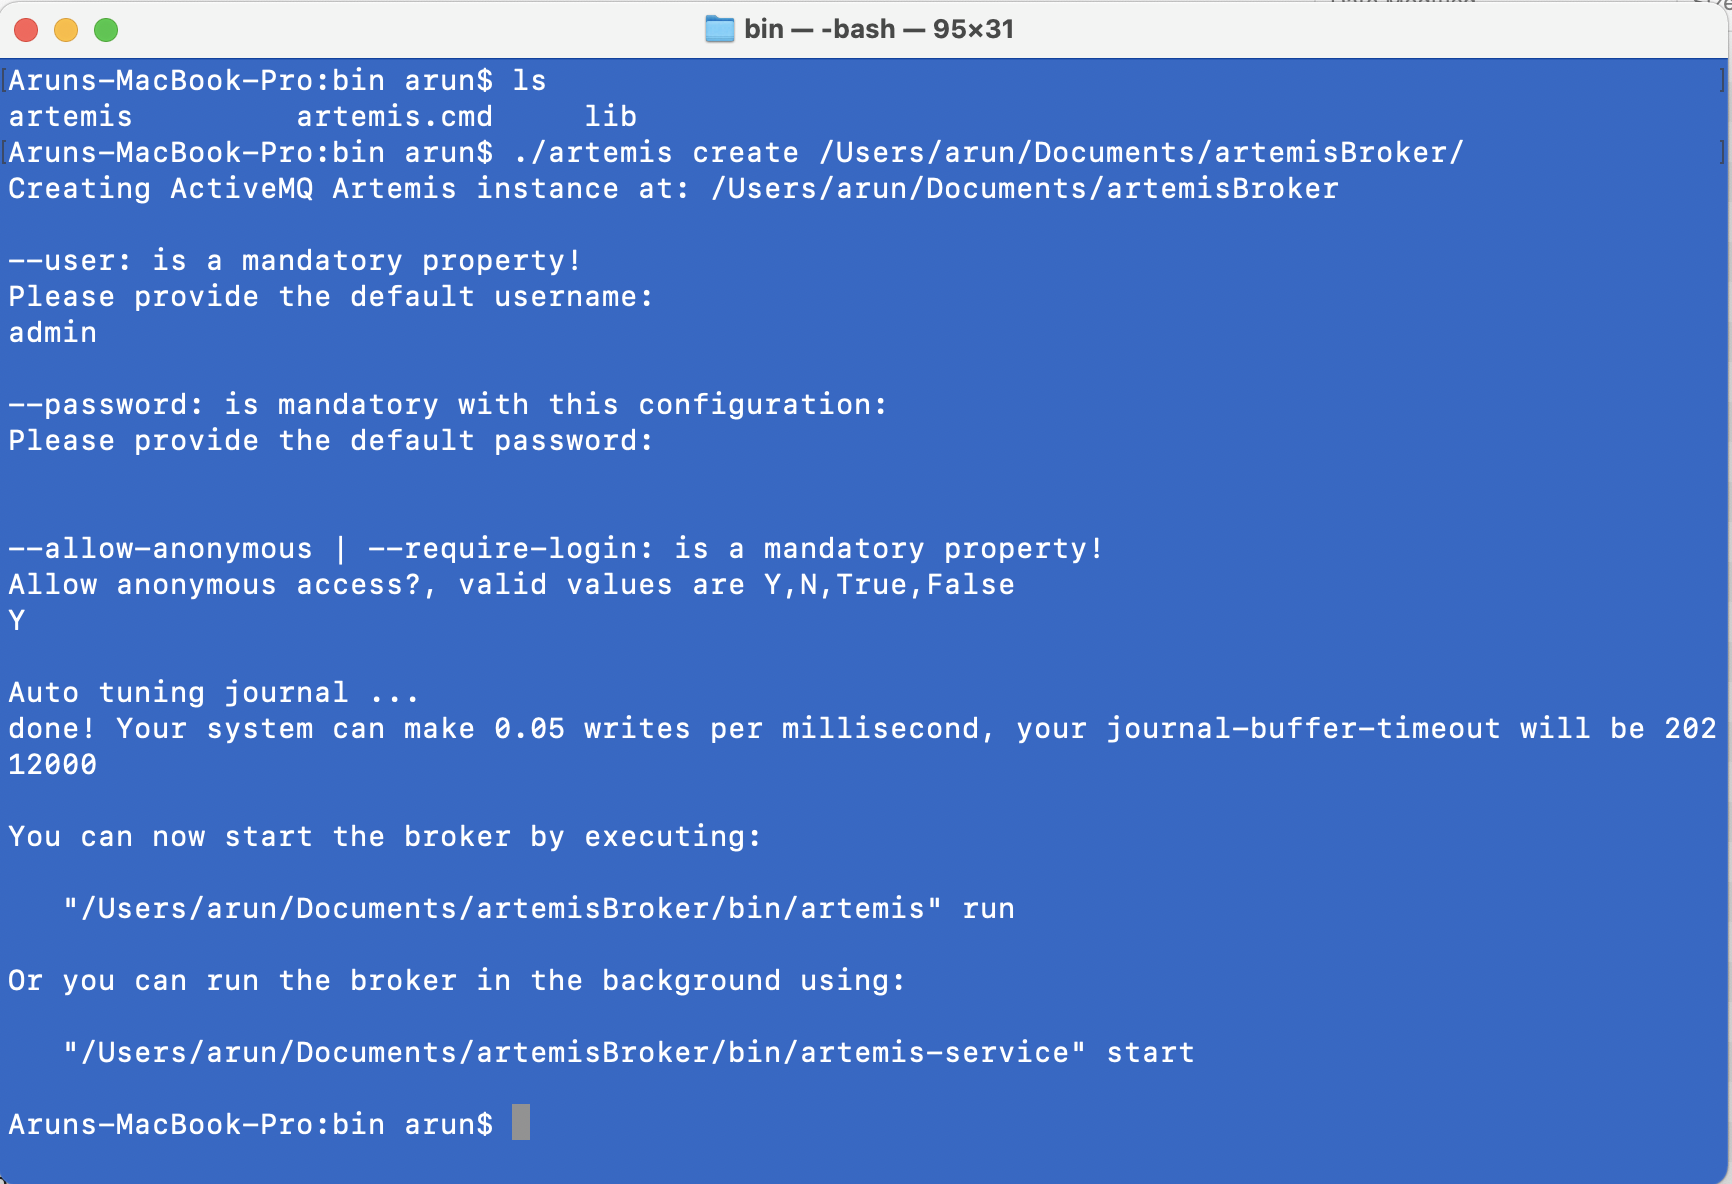 bin — -bash — 95×31
Aruns-MacBook-Pro:bin arun$ ls
artemis         artemis.cmd     lib
Aruns-MacBook-Pro:bin arun$ ./artemis create /Users/arun/Documents/artemisBroker/
Creating ActiveMQ Artemis instance at: /Users/arun/Documents/artemisBroker
--user: is a mandatory property!
Please provide the default username:
admin
--password: is mandatory with this configuration:
Please provide the default password:
--allow-anonymous | --require-login: is a mandatory property!
Allow anonymous access?, valid values are Y,N,True,False
Y
Auto tuning journal ...
done! Your system can make 0.05 writes per millisecond, your journal-buffer-timeout will be 202
12000
You can now start the broker by executing:
   "/Users/arun/Documents/artemisBroker/bin/artemis" run
Or you can run the broker in the background using:
   "/Users/arun/Documents/artemisBroker/bin/artemis-service" start
Aruns-MacBook-Pro:bin arun$